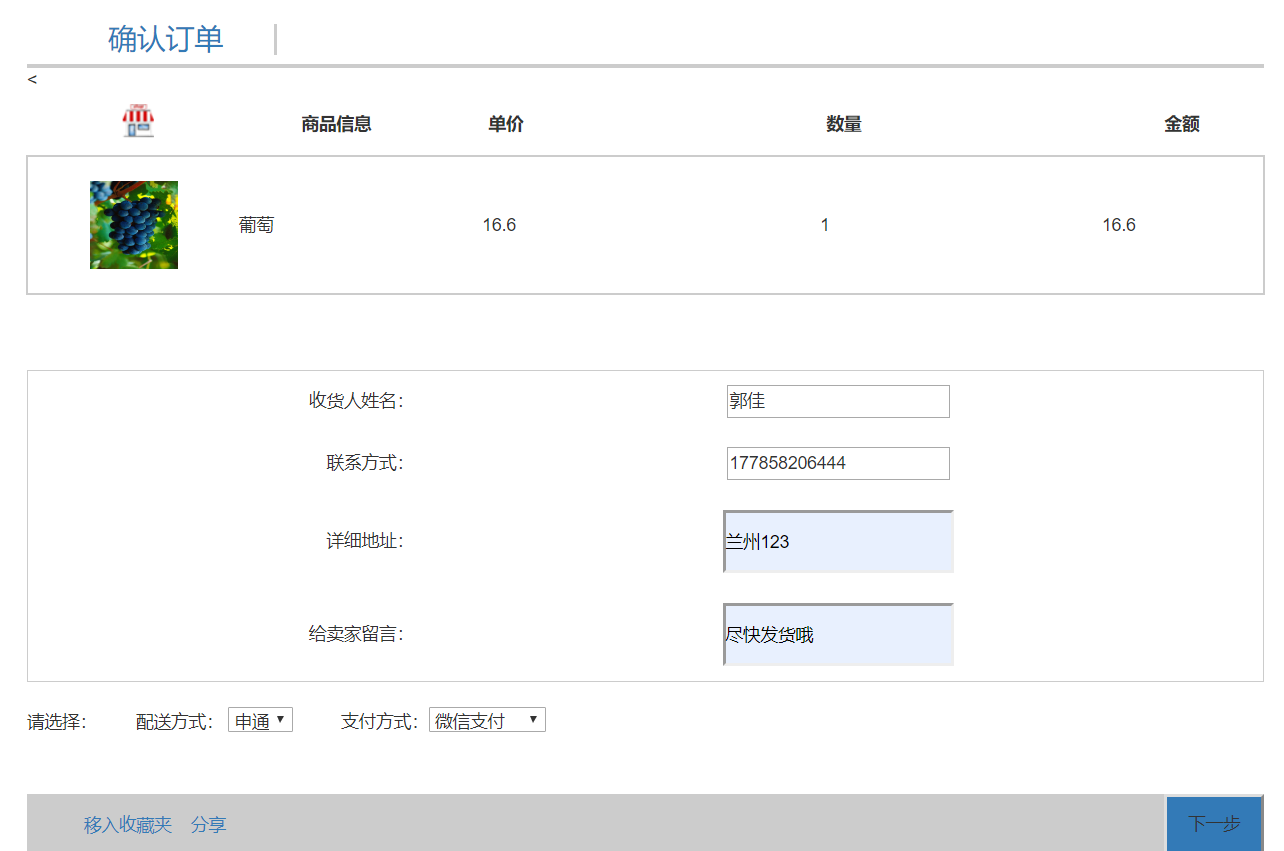 确认订单
<
商品信息 单价 数量 金额
葡萄 16.6 1 16.6
收货人姓名： 郭佳
联系方式： 177858206444
详细地址： 兰州123
给卖家留言： 尽快发货哦
请选择： 配送方式： 申通 支付方式： 微信支付
移入收藏夹 分享 下一步